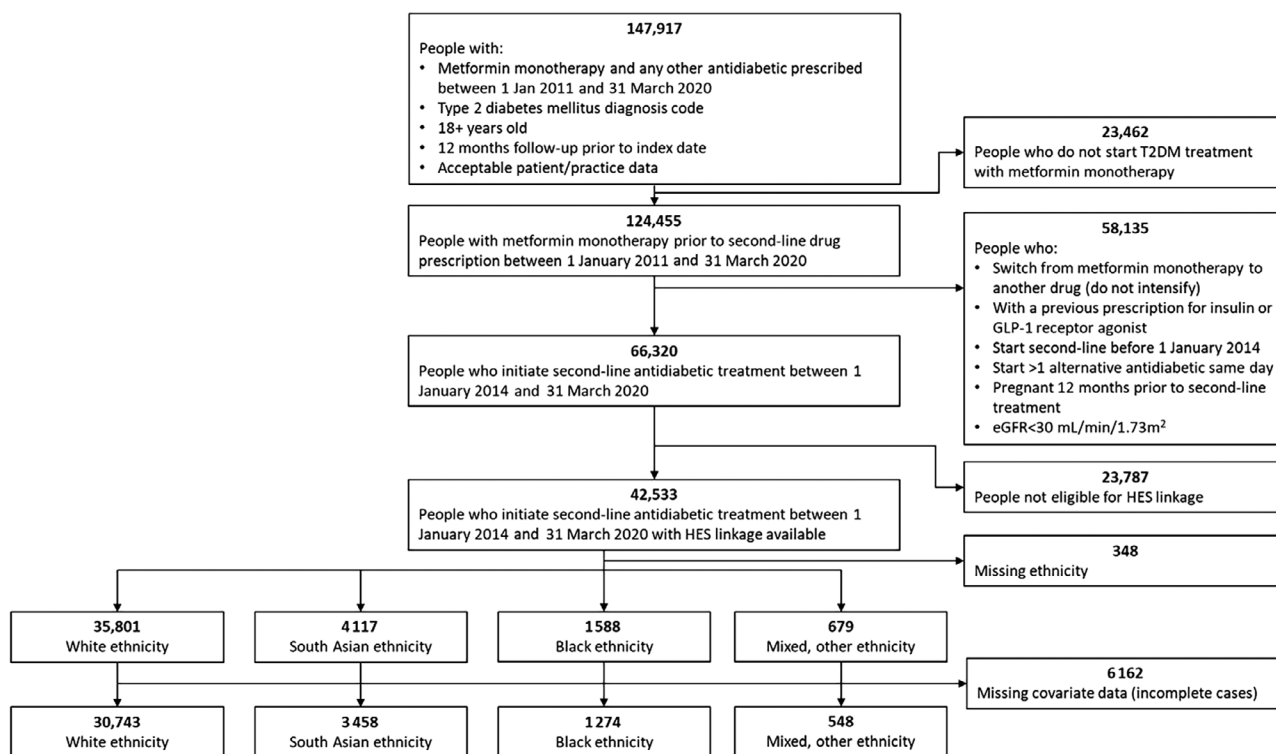 147,917
People with:
• Metformin monotherapy and any other antidiabetic prescribed
between 1 Jan 2011 and 31 March 2020
• Type 2 diabetes mellitus diagnosis code
• 18+ years old
• 12 months follow-up prior to index date
• Acceptable patient/practice data
23,462
People who do not start T2DM treatment
with metformin monotherapy
124,455
People with metformin monotherapy prior to second-line drug
prescription between 1 January 2011 and 31 March 2020
58,135
People who:
• Switch from metformin monotherapy to
another drug (do not intensify)
• With a previous prescription for insulin or
GLP-1 receptor agonist
• Start second-line before 1 January 2014
• Start >1 alternative antidiabetic same day
• Pregnant 12 months prior to second-line
treatment
• eGFR<30 mL/min/1.73m²
66,320
People who initiate second-line antidiabetic treatment between 1
January 2014 and 31 March 2020
23,787
People not eligible for HES linkage
42,533
People who initiate second-line antidiabetic treatment between 1
January 2014 and 31 March 2020 with HES linkage available
348
Missing ethnicity
35,801
White ethnicity
4117
South Asian ethnicity
1588
Black ethnicity
679
Mixed, other ethnicity
6162
Missing covariate data (incomplete cases)
30,743
White ethnicity
3458
South Asian ethnicity
1274
Black ethnicity
548
Mixed, other ethnicity